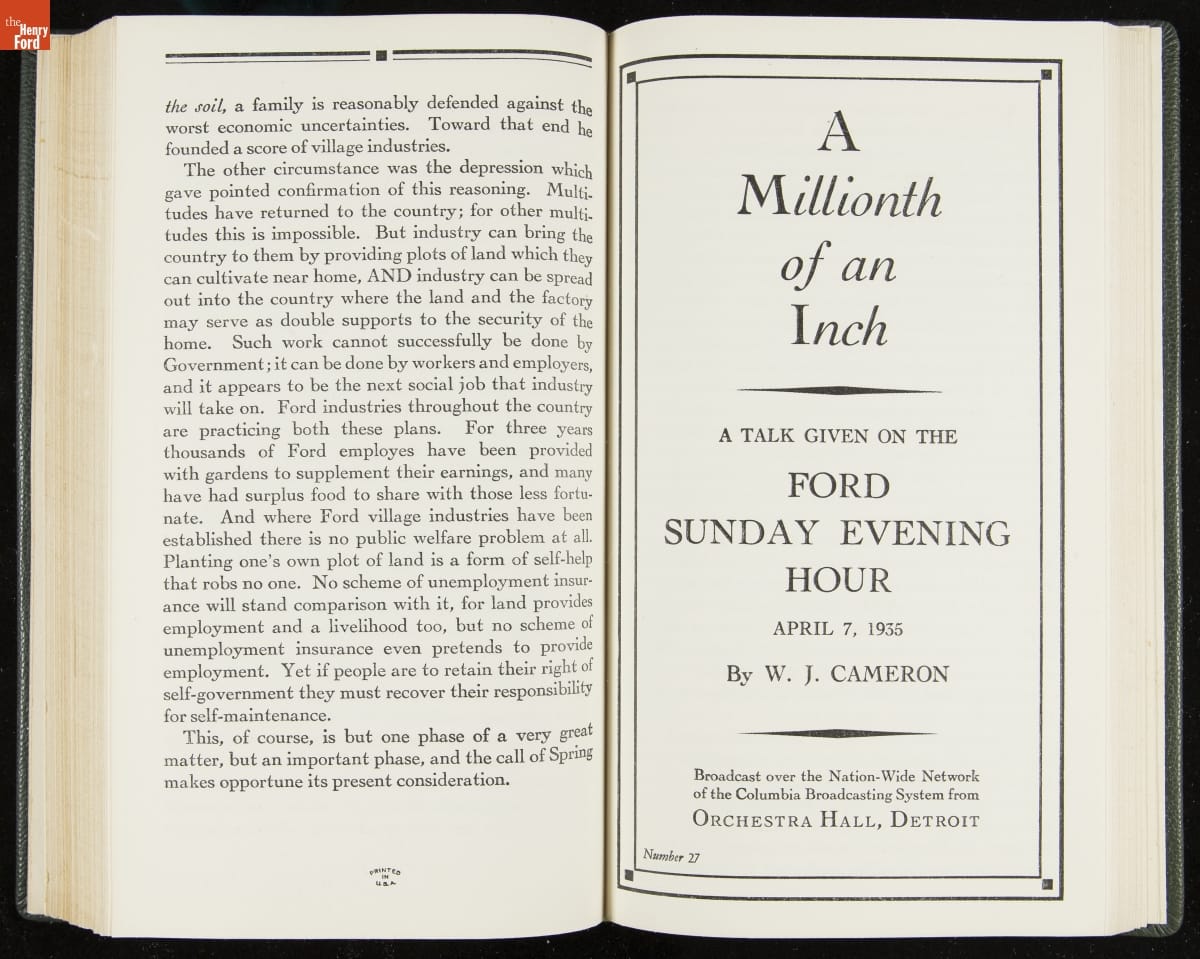 the
Henry
Ford
the soil, a family is reasonably defended against the
worst economic uncertainties. Toward that end he
founded a score of village industries.
The other circumstance was the depression which
gave pointed confirmation of this reasoning. Multi-
tudes have returned to the country; for other multi-
tudes this is impossible. But industry can bring the
country to them by providing plots of land which they
can cultivate near home, AND industry can be spread
out into the country where the land and the factory
may serve as double supports to the security of the
home. Such work cannot successfully be done by
Government; it can be done by workers and employers,
and it appears to be the next social job that industry
will take on. Ford industries throughout the country
are practicing both these plans. For three years
thousands of Ford employes have been provided
with gardens to supplement their earnings, and many
have had surplus food to share with those less fortu-
nate. And where Ford village industries have been
established there is no public welfare problem at all.
Planting one's own plot of land is a form of self-help
that robs no one. No scheme of unemployment insur-
ance will stand comparison with it, for land provides
employment and a livelihood too, but no scheme of
unemployment insurance even pretends to provide
employment. Yet if people are to retain their right of
self-government they must recover their responsibility
for self-maintenance.
This, of course, is but one phase of a very great
matter, but an important phase, and the call of Spring
makes opportune its present consideration.
PRINTED
IN
U.S.A.
A
Millionth
of an
Inch
A TALK GIVEN ON THE
FORD
SUNDAY EVENING
HOUR
APRIL 7, 1935
By W. J. CAMERON
Broadcast over the Nation-Wide Network
of the Columbia Broadcasting System from
ORCHESTRA HALL, DETROIT
Number 27